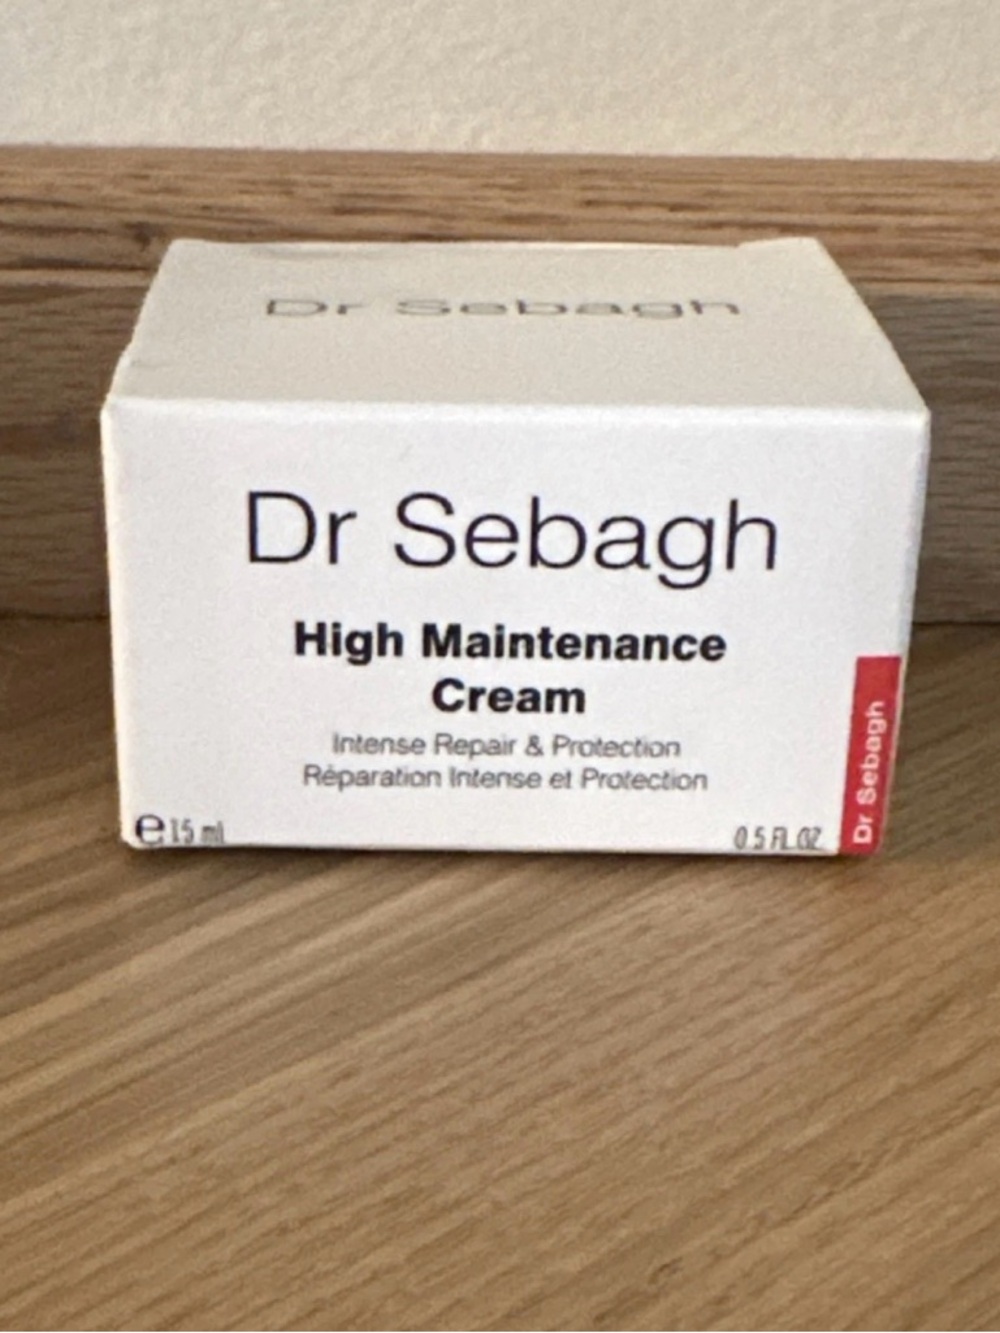 Dr Sebagh
Dr Sebagh
High Maintenance
Cream
Intense Repair & Protection
Réparation Intense et Protection
e 15 ml
0.5 FL.OZ.
Dr Sebagh